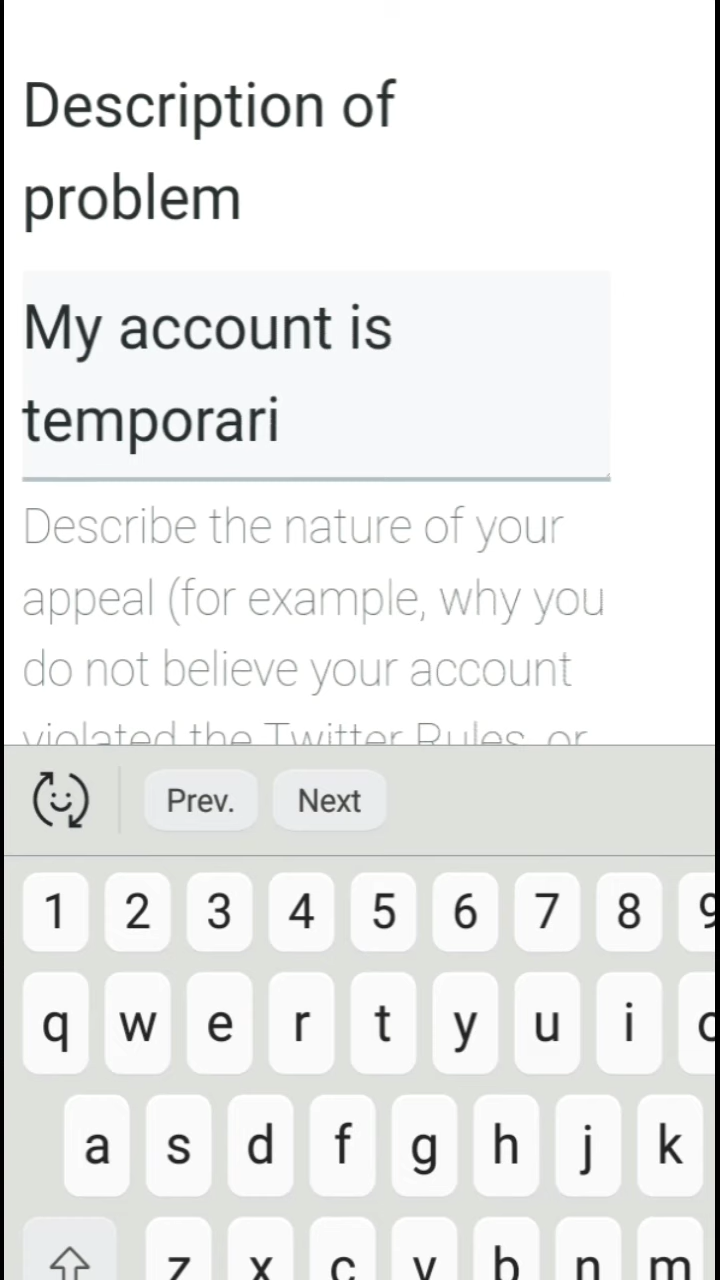 Description of
problem
My account is
temporari
Describe the nature of your
appeal (for example, why you
do not believe your account
violated the Twitter Rules, or
Prev. Next
1 2 3 4 5 6 7 8 9
q w e r t y u i o
a s d f g h j k
z x c v b n m